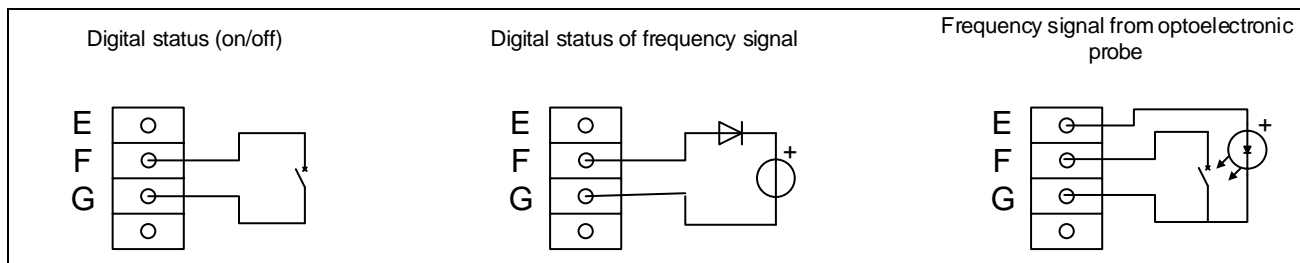 Digital status (on/off)
Digital status of frequency signal
Frequency signal from optoelectronic
probe
E
F
G
E
F
+
G
E
+
F
G